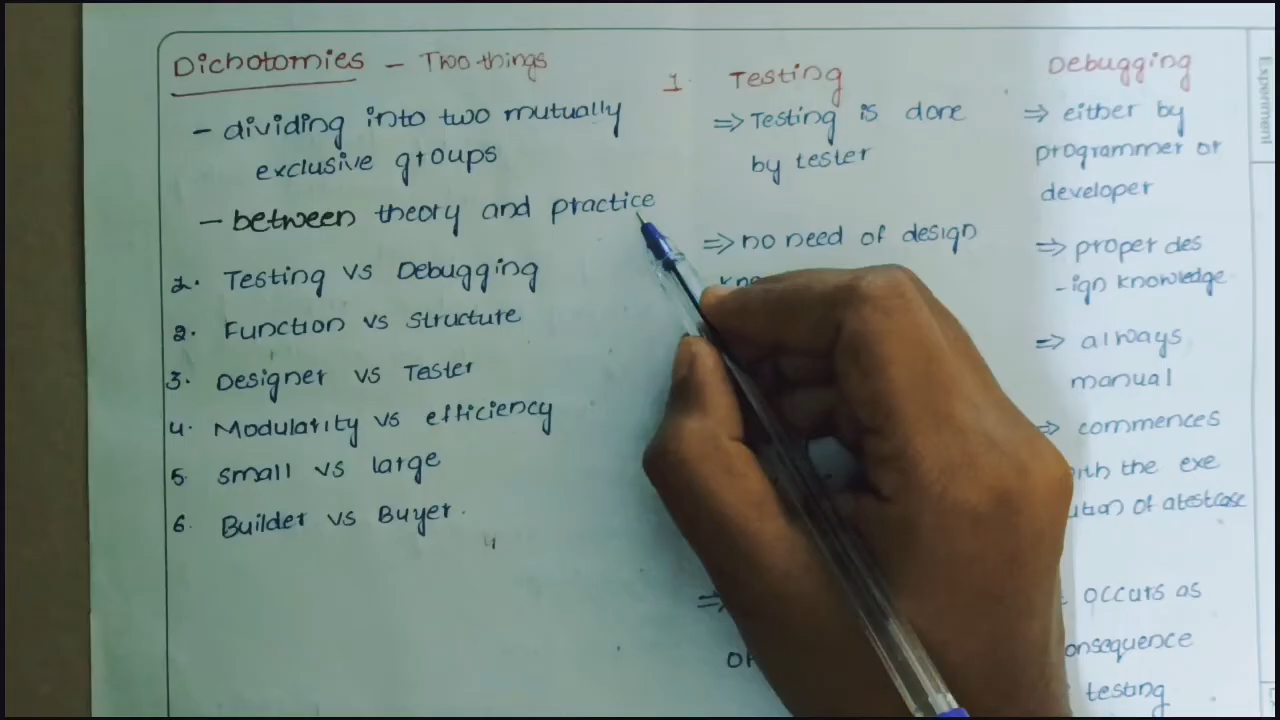 Dichotomies - Two things
- dividing into two mutually
exclusive groups
- between theory and practice
1. Testing vs Debugging
2. Function vs Structure
3. Designer vs Tester
4. Modularity vs efficiency
5 small vs large
6. Builder vs Buyer.
1. Testing
⇒ Testing is done
by tester
⇒ no need of design
Debugging
⇒ either by
programmer or
developer
⇒ proper des
-ign knowledge
⇒ always
manual
⇒ commences
with the exe
ution of a testcase
occurs as
onsequence
testing
Experiment